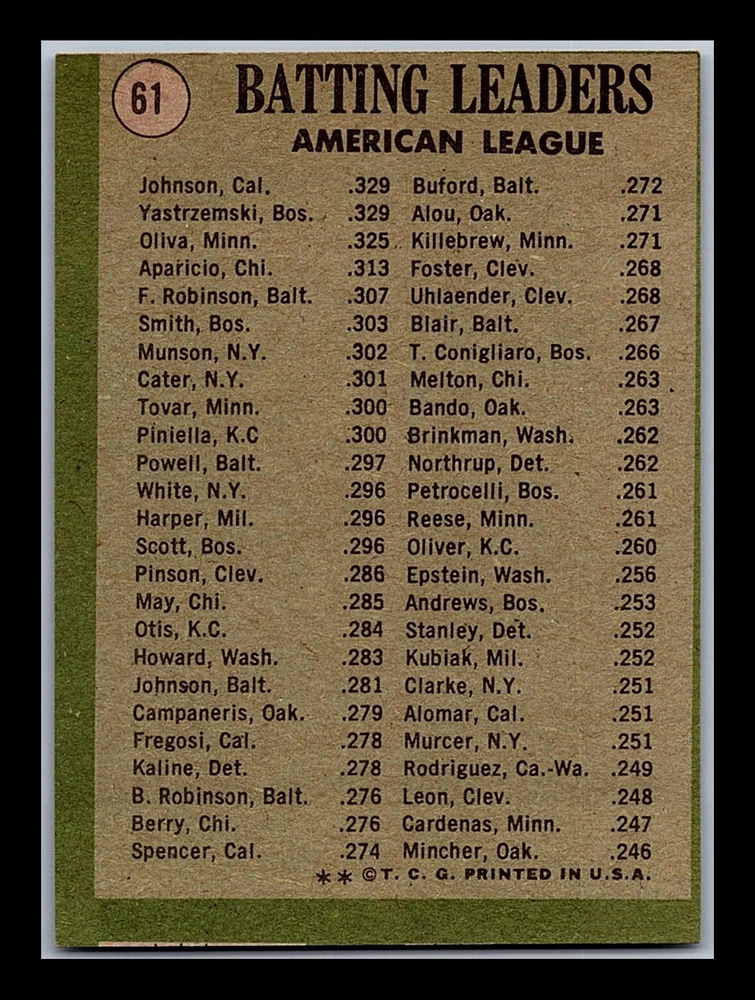 61 BATTING LEADERS
AMERICAN LEAGUE
Johnson, Cal. .329 Buford, Balt. .272
Yastrzemski, Bos. .329 Alou, Oak. .271
Oliva, Minn. .325 Killebrew, Minn. .271
Aparicio, Chi. .313 Foster, Clev. .268
F. Robinson, Balt. .307 Uhlaender, Clev. .268
Smith, Bos. .303 Blair, Balt. .267
Munson, N.Y. .302 T. Conigliaro, Bos. .266
Cater, N.Y. .301 Melton, Chi. .263
Tovar, Minn. .300 Bando, Oak. .263
Piniella, K.C .300 Brinkman, Wash. .262
Powell, Balt. .297 Northrup, Det. .262
White, N.Y. .296 Petrocelli, Bos. .261
Harper, Mil. .296 Reese, Minn. .261
Scott, Bos. .296 Oliver, K.C. .260
Pinson, Clev. .286 Epstein, Wash. .256
May, Chi. .285 Andrews, Bos. .253
Otis, K.C. .284 Stanley, Det. .252
Howard, Wash. .283 Kubiak, Mil. .252
Johnson, Balt. .281 Clarke, N.Y. .251
Campaneris, Oak. .279 Alomar, Cal. .251
Fregosi, Cal. .278 Murcer, N.Y. .251
Kaline, Det. .278 Rodriguez, Ca.-Wa. .249
B. Robinson, Balt. .276 Leon, Clev. .248
Berry, Chi. .276 Cardenas, Minn. .247
Spencer, Cal. .274 Mincher, Oak. .246
** © T. C. G. PRINTED IN U.S.A.